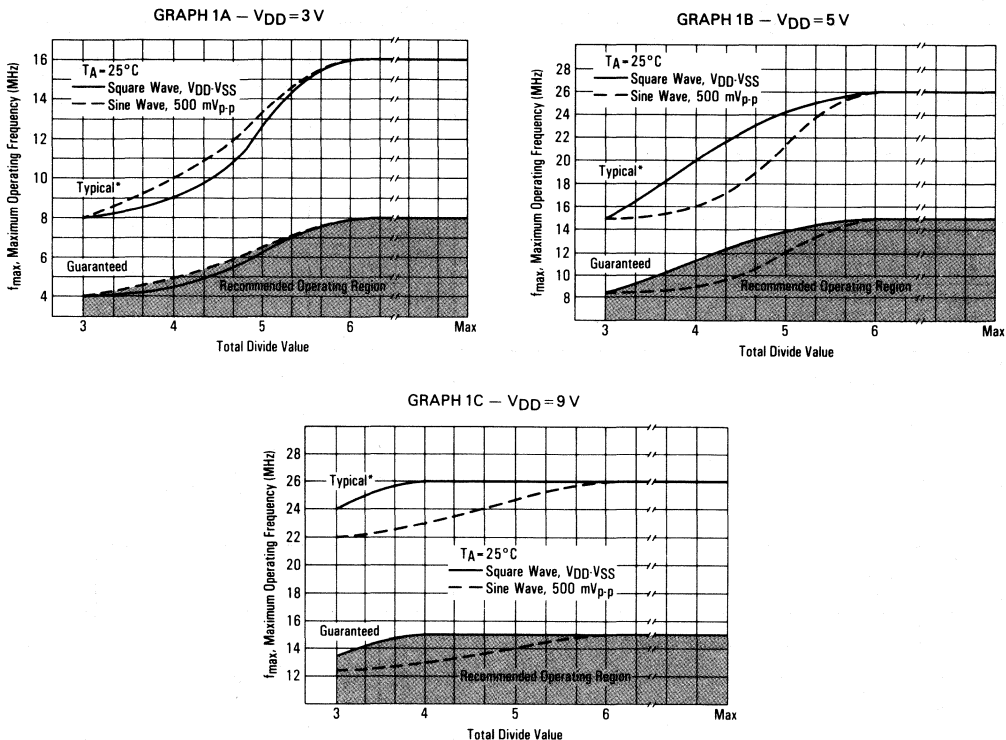 GRAPH 1A — VDD = 3 V
fmax, Maximum Operating Frequency (MHz)
16
14
12
10
8
6
4
TA = 25°C
Square Wave, VDD-VSS
Sine Wave, 500 mVp-p
Typical*
Guaranteed
Recommended Operating Region
3 4 5 6 Max
Total Divide Value
GRAPH 1B — VDD = 5 V
fmax, Maximum Operating Frequency (MHz)
28
26
24
22
20
18
16
14
12
10
8
TA = 25°C
Square Wave, VDD-VSS
Sine Wave, 500 mVp-p
Typical*
Guaranteed
Recommended Operating Region
3 4 5 6 Max
Total Divide Value
GRAPH 1C — VDD = 9 V
fmax, Maximum Operating Frequency (MHz)
28
26
24
22
20
18
16
14
12
Typical*
TA = 25°C
Square Wave, VDD-VSS
Sine Wave, 500 mVp-p
Guaranteed
Recommended Operating Region
3 4 5 6 Max
Total Divide Value